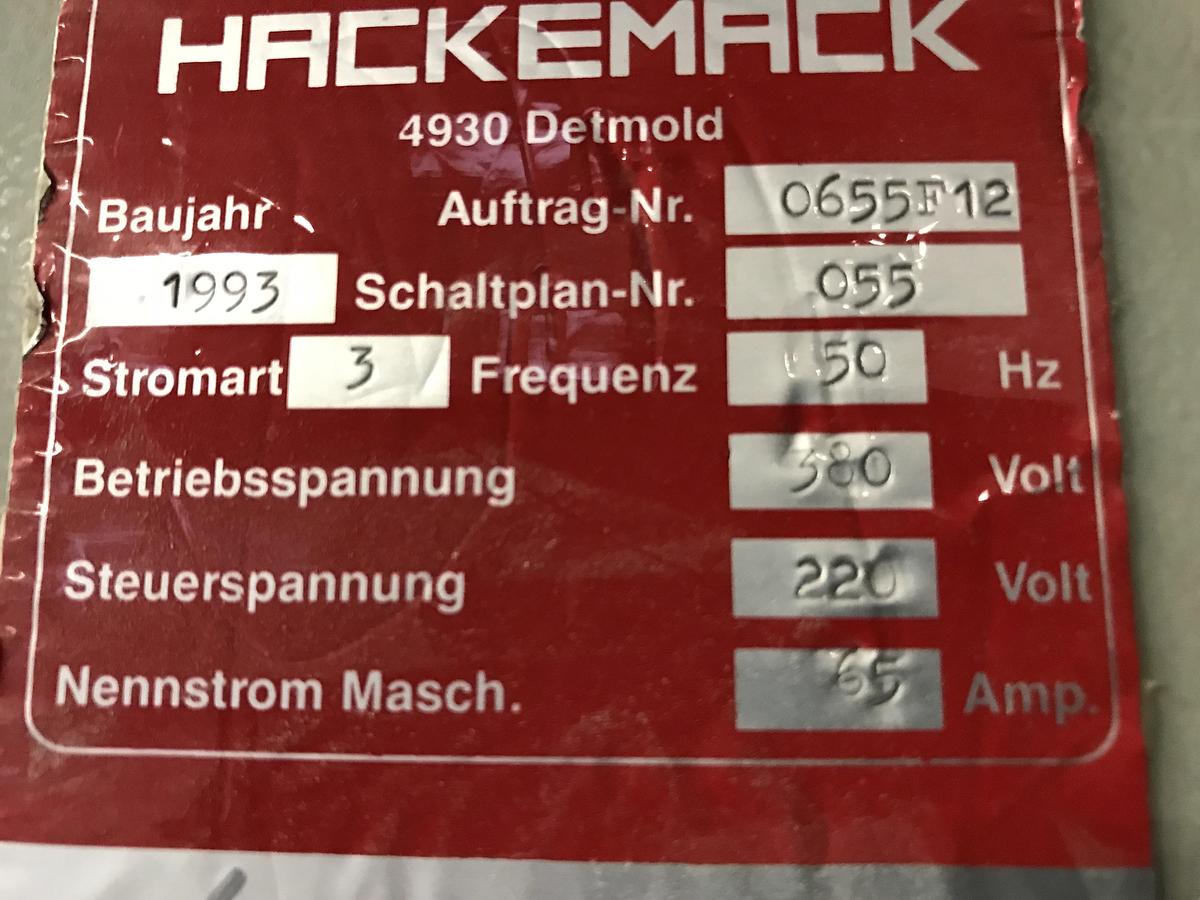 HACKEMACK
4930 Detmold
Baujahr Auftrag-Nr. 0655F12
1993 Schaltplan-Nr. 055
Stromart 3 Frequenz 50 Hz
Betriebsspannung 380 Volt
Steuerspannung 220 Volt
Nennstrom Masch. 65 Amp.